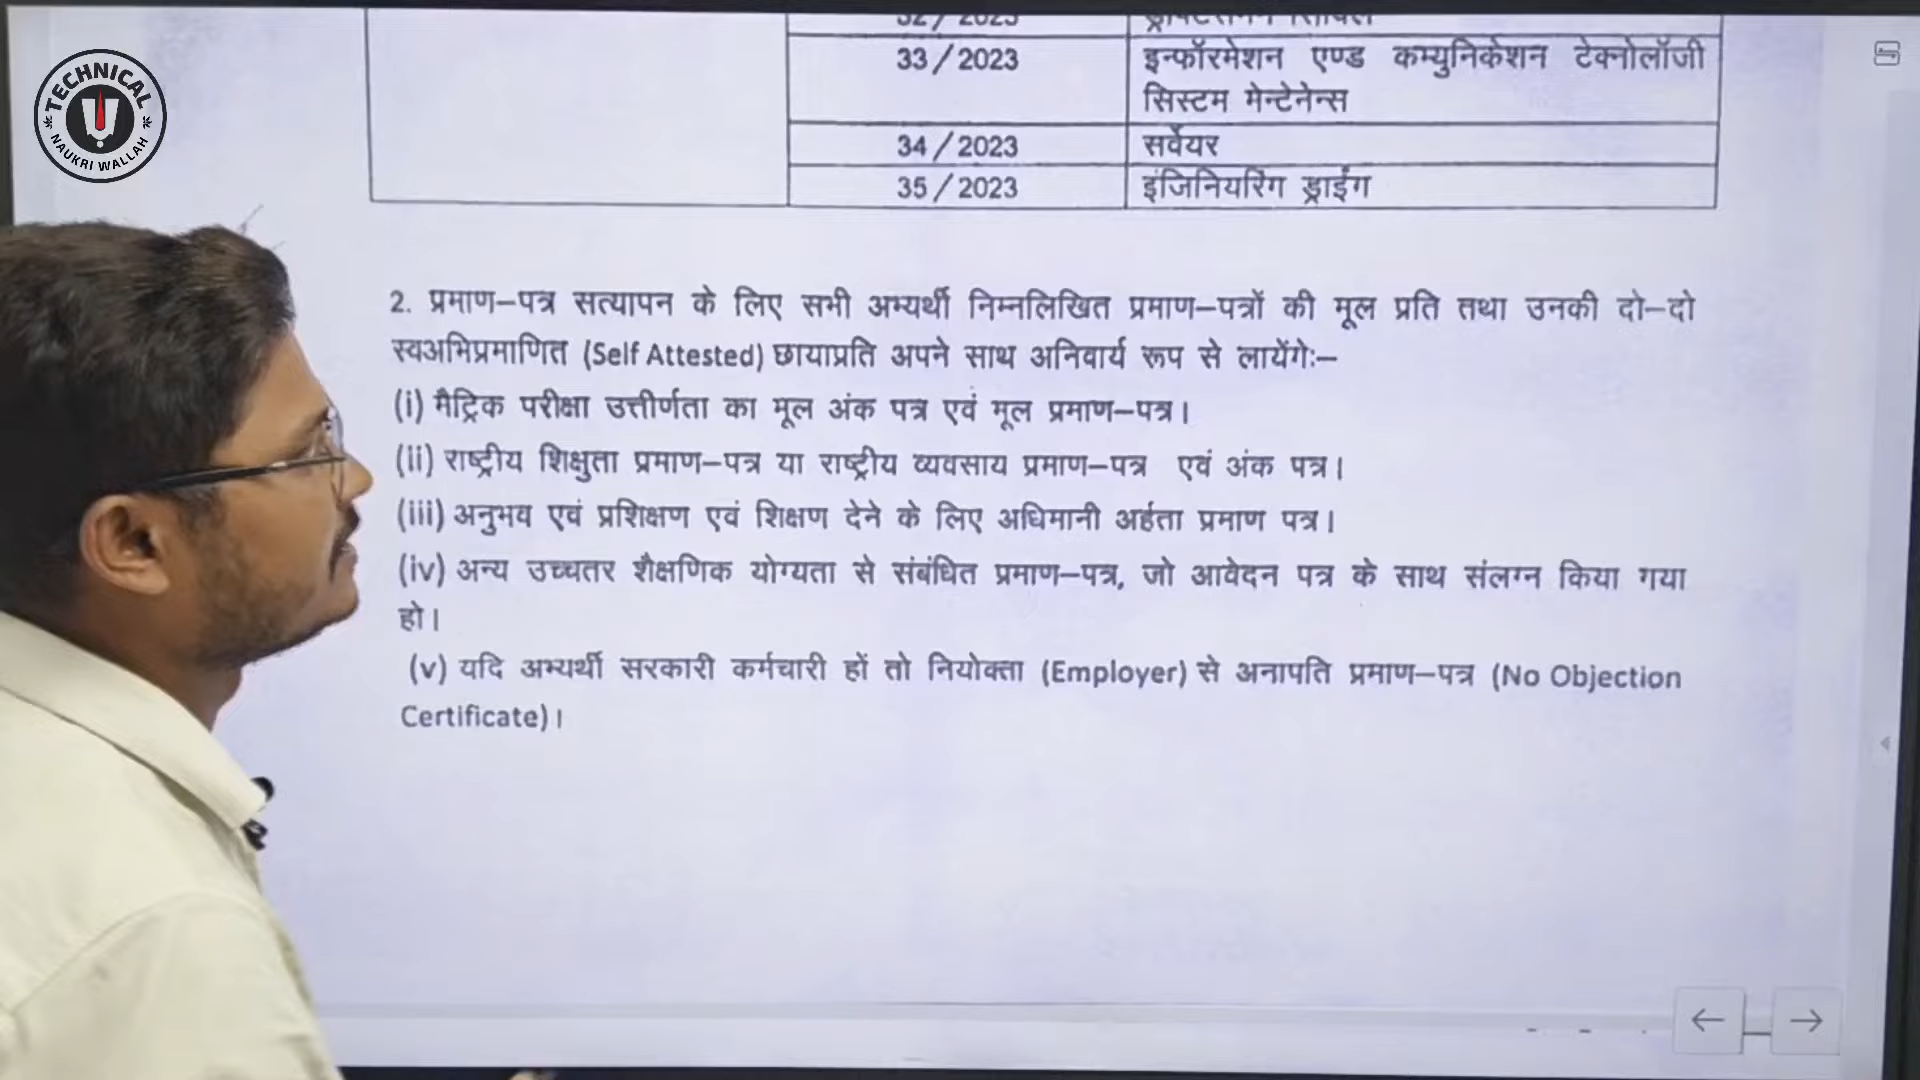 TECHNICAL
NAUKRI WALLAH
32/2023 ड्राफ्ट्समैन सिविल
33/2023 इन्फॉरमेशन एण्ड कम्युनिकेशन टेक्नोलॉजी
सिस्टम मेन्टेनेन्स
34/2023 सर्वेयर
35/2023 इंजिनियरिंग ड्राईंग
2. प्रमाण–पत्र सत्यापन के लिए सभी अभ्यर्थी निम्नलिखित प्रमाण–पत्रों की मूल प्रति तथा उनकी दो–दो
स्वअभिप्रमाणित (Self Attested) छायाप्रति अपने साथ अनिवार्य रूप से लायेंगेः–
(i) मैट्रिक परीक्षा उत्तीर्णता का मूल अंक पत्र एवं मूल प्रमाण–पत्र।
(ii) राष्ट्रीय शिक्षुता प्रमाण–पत्र या राष्ट्रीय व्यवसाय प्रमाण–पत्र एवं अंक पत्र।
(iii) अनुभव एवं प्रशिक्षण एवं शिक्षण देने के लिए अधिमानी अर्हता प्रमाण पत्र।
(iv) अन्य उच्चतर शैक्षणिक योग्यता से संबंधित प्रमाण–पत्र, जो आवेदन पत्र के साथ संलग्न किया गया
हो।
(v) यदि अभ्यर्थी सरकारी कर्मचारी हों तो नियोक्ता (Employer) से अनापति प्रमाण–पत्र (No Objection
Certificate)।